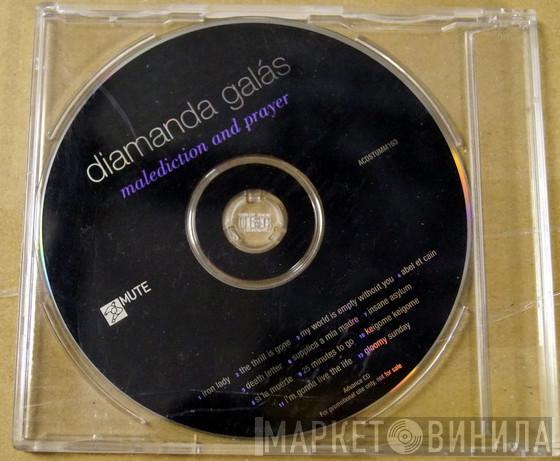 diamanda galás
malediction and prayer
ACDSTUMM163
MUTE
1 iron lady 2 the thrill is gone 3 my world is empty without you 4 abel et cain
5 death letter 6 supplica a mia madre 7 insane asylum
8 si la muerte 9 25 minutes to go 10 keigome keigome
11 i'm gonna live the life 12 gloomy sunday
Advance CD
For promotional use only, not for sale
МАРКЕТ ВИНИЛА